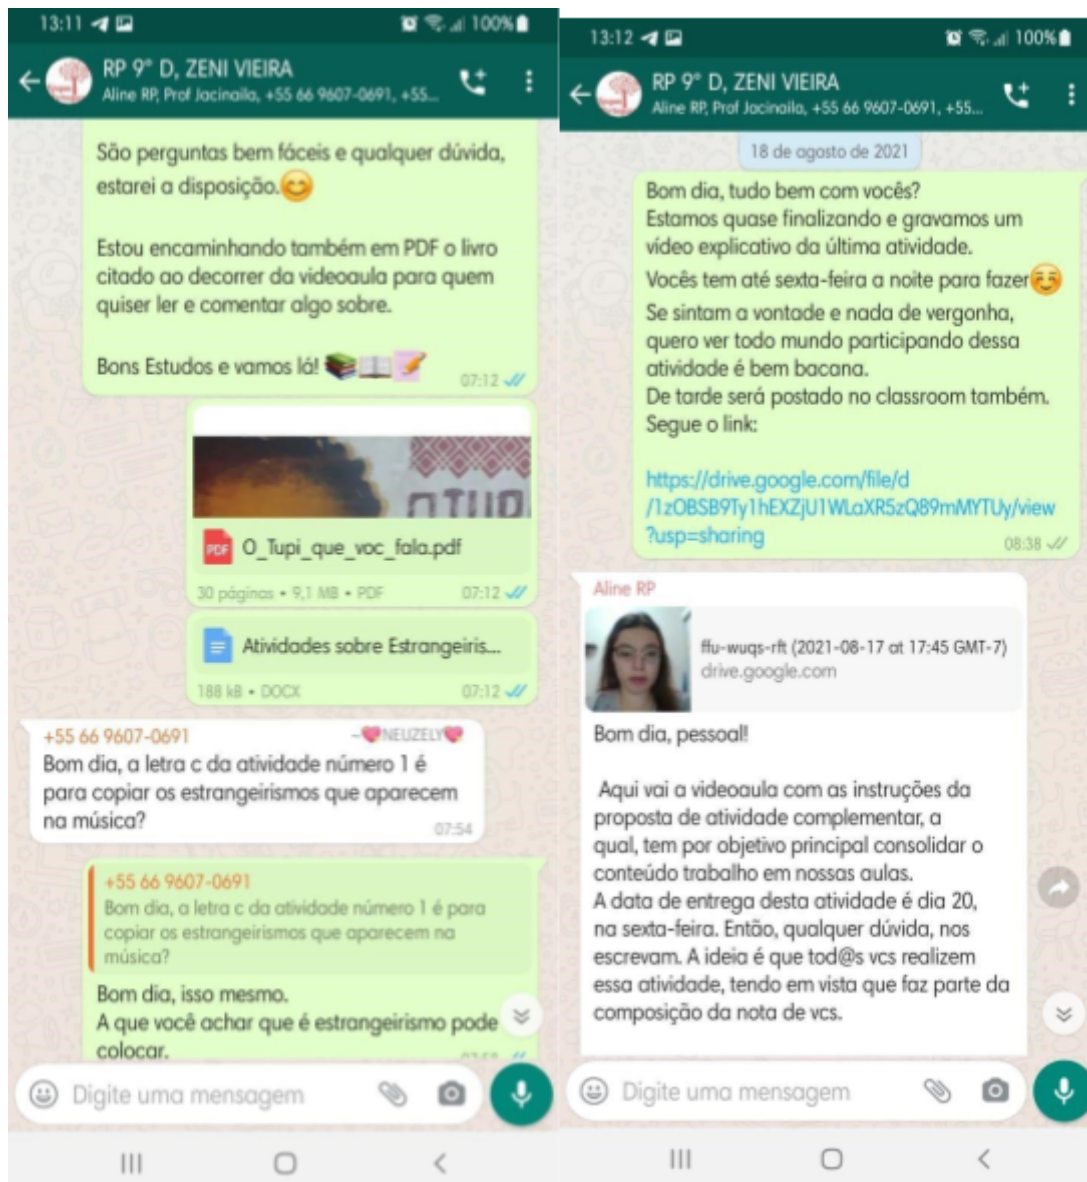 13:11
100%
RP 9° D, ZENI VIEIRA
Aline RP, Prof Jacinaila, +55 66 9607-0691, +55...
São perguntas bem fáceis e qualquer dúvida,
estarei a disposição.😊
Estou encaminhando também em PDF o livro
citado ao decorrer da videoaula para quem
quiser ler e comentar algo sobre.
Bons Estudos e vamos lá! 📚📖📝
07:12
PDF
O_Tupi_que_voc_fala.pdf
30 páginas • 9,1 MB • PDF
07:12
Atividades sobre Estrangeiris...
188 kB • DOCX
07:12
+55 66 9607-0691
~💗NEUZELY💗
Bom dia, a letra c da atividade número 1 é
para copiar os estrangeirismos que aparecem
na música?
07:54
+55 66 9607-0691
Bom dia, a letra c da atividade número 1 é para
copiar os estrangeirismos que aparecem na
música?
Bom dia, isso mesmo.
A que você achar que é estrangeirismo pode
colocar.
Digite uma mensagem
13:12
100%
RP 9° D, ZENI VIEIRA
Aline RP, Prof Jacinaila, +55 66 9607-0691, +55...
18 de agosto de 2021
Bom dia, tudo bem com vocês?
Estamos quase finalizando e gravamos um
vídeo explicativo da última atividade.
Vocês tem até sexta-feira a noite para fazer☺️
Se sintam a vontade e nada de vergonha,
quero ver todo mundo participando dessa
atividade é bem bacana.
De tarde será postado no classroom também.
Segue o link:
https://drive.google.com/file/d
/1zOBSB9Ty1hEXZjU1WLaXR5zQ89mMYTUy/view
?usp=sharing
08:38
Aline RP
ffu-wuqs-rft (2021-08-17 at 17:45 GMT-7)
drive.google.com
Bom dia, pessoal!
Aqui vai a videoaula com as instruções da
proposta de atividade complementar, a
qual, tem por objetivo principal consolidar o
conteúdo trabalho em nossas aulas.
A data de entrega desta atividade é dia 20,
na sexta-feira. Então, qualquer dúvida, nos
escrevam. A ideia é que tod@s vcs realizem
essa atividade, tendo em vista que faz parte da
composição da nota de vcs.
Digite uma mensagem